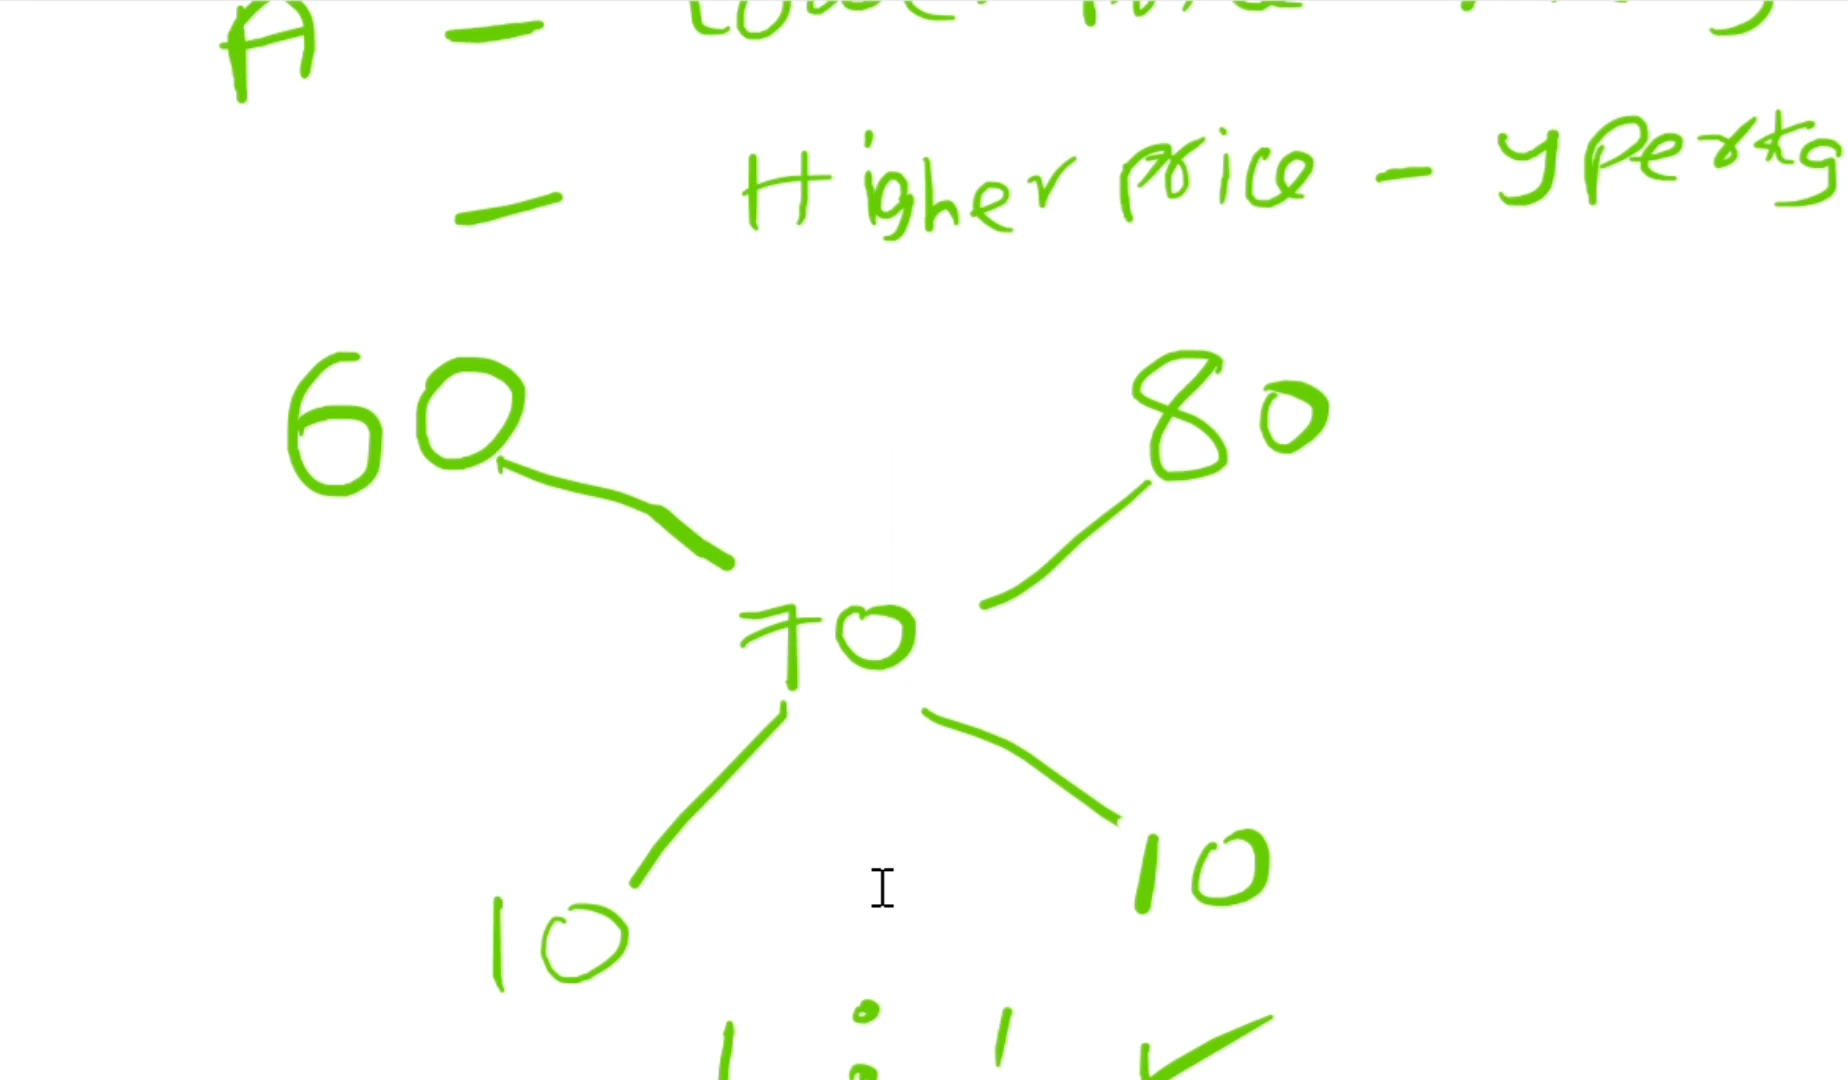 A -
- Higher price - y Per kg
60 80
70
10 10
1 : 1 ✓